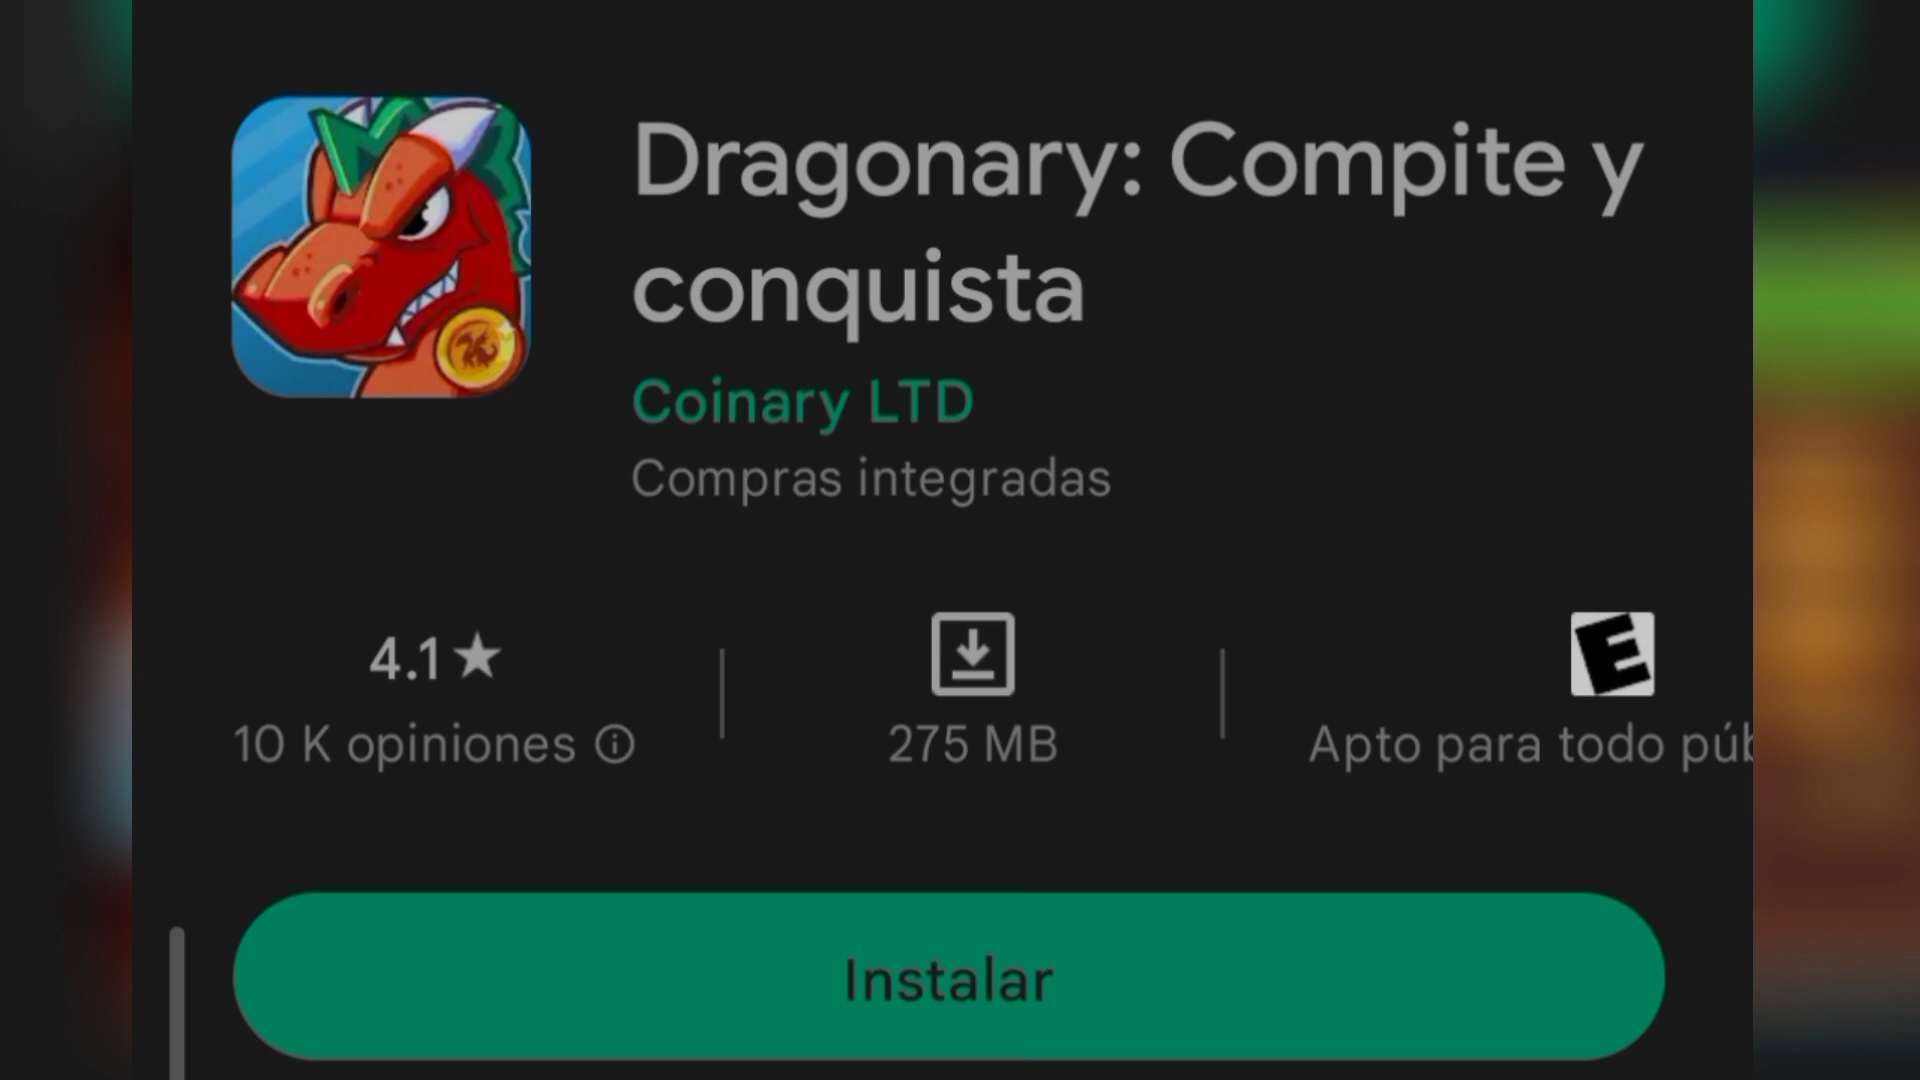 Dragonary: Compite y
conquista
Coinary LTD
Compras integradas
4.1★
10 K opiniones
275 MB
E
Apto para todo púb
Instalar